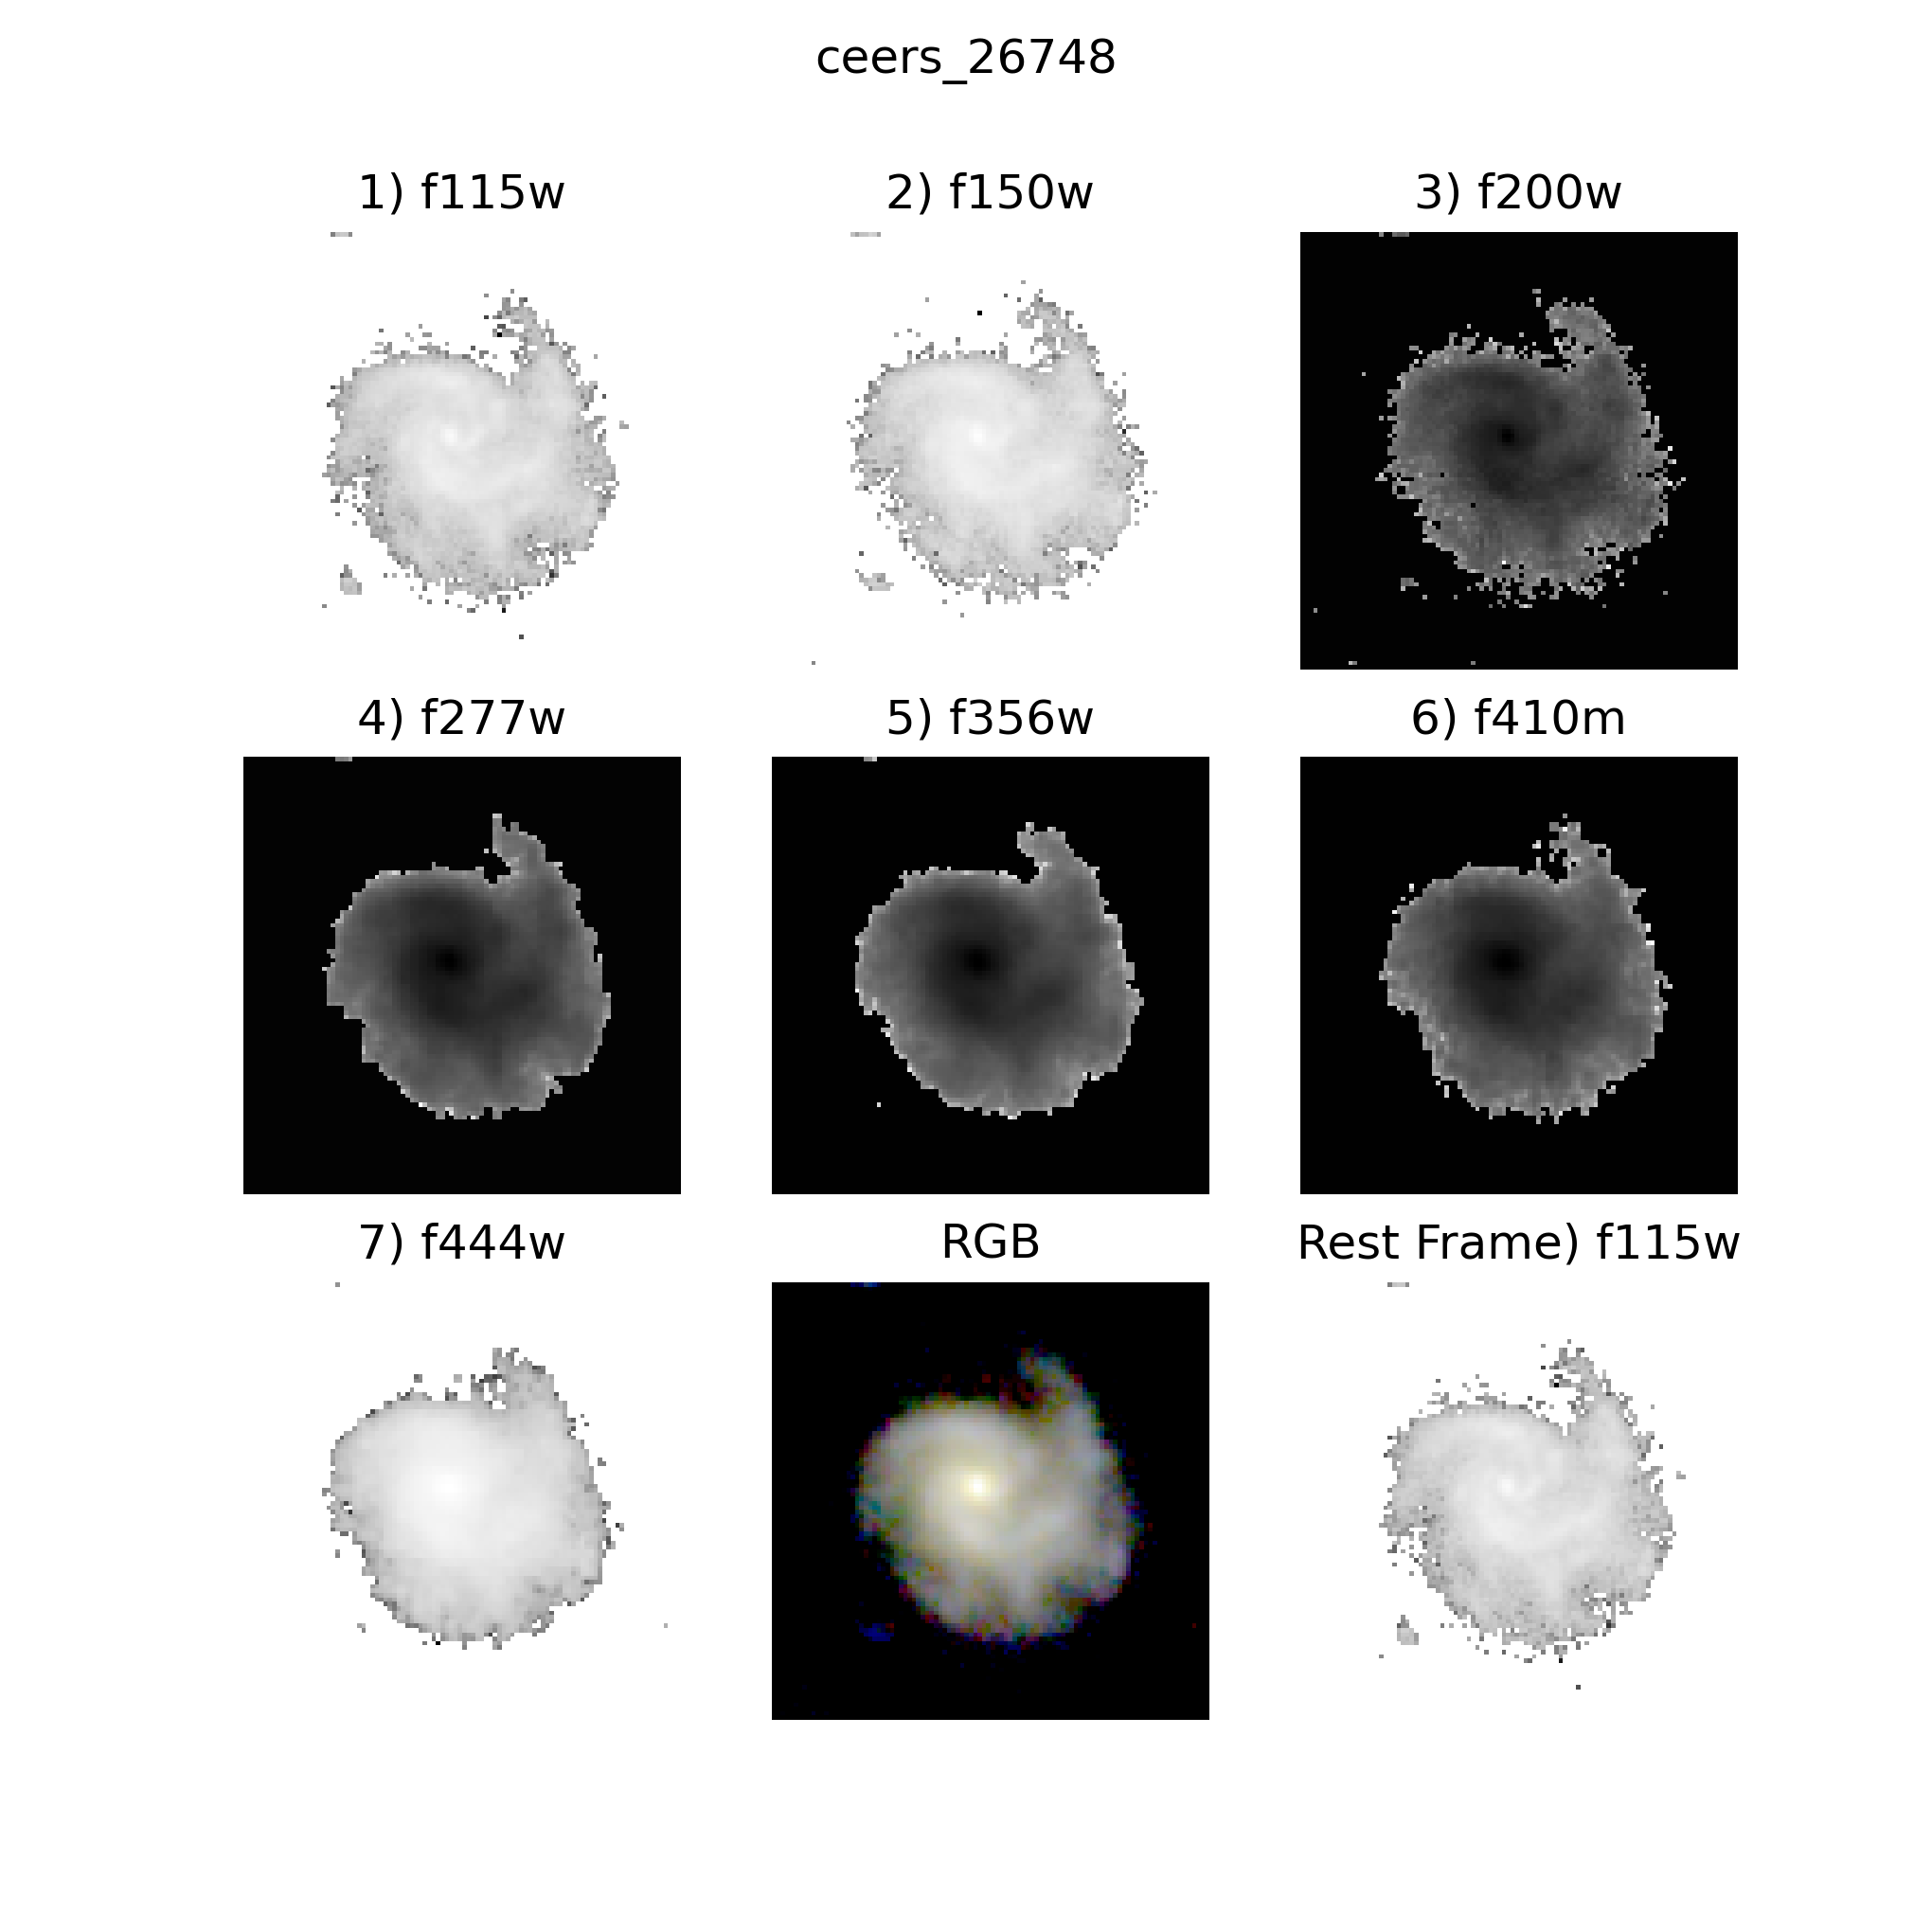 ceers_26748
1) f115w
2) f150w
3) f200w
4) f277w
5) f356w
6) f410m
7) f444w
RGB
Rest Frame) f115w